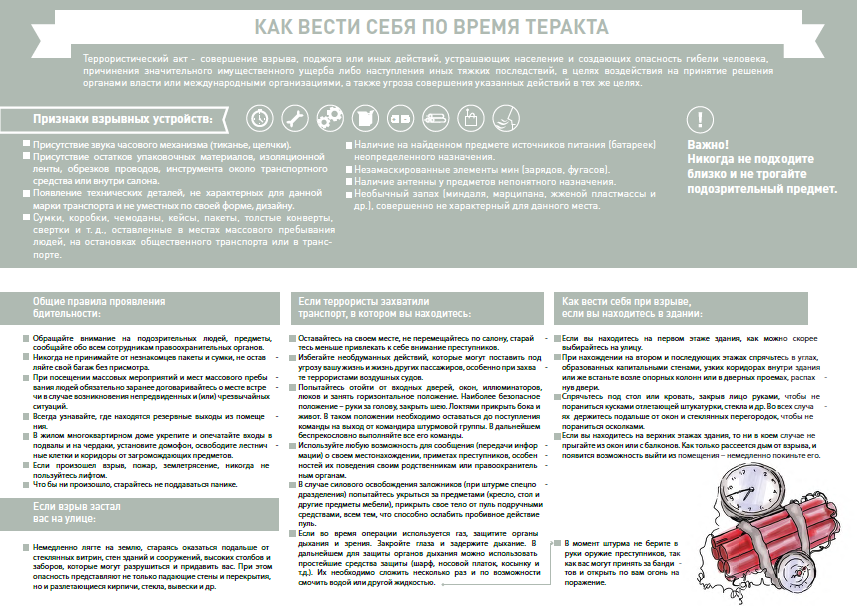 КАК ВЕСТИ СЕБЯ ПО ВРЕМЯ ТЕРАКТА
Террористический акт - совершение взрыва, поджога или иных действий, устрашающих население и создающих опасность гибели человека,
причинения значительного имущественного ущерба либо наступления иных тяжких последствий, в целях воздействия на принятие решения
органами власти или международными организациями, а также угроза совершения указанных действий в тех же целях.
Признаки взрывных устройств:
Присутствие звука часового механизма (тиканье, щелчки).
Присутствие остатков упаковочных материалов, изоляционной
ленты, обрезков проводов, инструмента около транспортного
средства или внутри салона.
Появление технических деталей, не характерных для данной
марки транспорта и не уместных по своей форме, дизайну.
Сумки, коробки, чемоданы, кейсы, пакеты, толстые конверты,
свертки и т. д., оставленные в местах массового пребывания
людей, на остановках общественного транспорта или в транс-
порте.
Наличие на найденном предмете источников питания (батареек)
неопределенного назначения.
Незамаскированные элементы мин (зарядов, фугасов).
Наличие антенны у предметов непонятного назначения.
Необычный запах (миндаля, марципана, жженой пластмассы и
др.), совершенно не характерный для данного места.
Важно!
Никогда не подходите
близко и не трогайте
подозрительный предмет.
Общие правила проявления
бдительности:
Обращайте внимание на подозрительных людей, предметы,
сообщайте обо всем сотрудникам правоохранительных органов.
Никогда не принимайте от незнакомцев пакеты и сумки, не остав -
ляйте свой багаж без присмотра.
При посещении массовых мероприятий и мест массового пребы -
вания людей обязательно заранее договаривайтесь о месте встре -
чи в случае возникновения непредвиденных и (или) чрезвычайных
ситуаций.
Всегда узнавайте, где находятся резервные выходы из помеще -
ния.
В жилом многоквартирном доме укрепите и опечатайте входы в
подвалы и на чердаки, установите домофон, освободите лестнич -
ные клетки и коридоры от загромождающих предметов.
Если произошел взрыв, пожар, землетрясение, никогда не
пользуйтесь лифтом.
Что бы ни произошло, старайтесь не поддаваться панике.
Если взрыв застал
вас на улице:
Немедленно лягте на землю, стараясь оказаться подальше от
стеклянных витрин, стен зданий и сооружений, высоких столбов и
заборов, которые могут разрушиться и придавить вас. При этом
опасность представляют не только падающие стены и перекрытия,
но и разлетающиеся кирпичи, стекла, вывески и др.
Если террористы захватили
транспорт, в котором вы находитесь:
Оставайтесь на своем месте, не перемещайтесь по салону, старай -
тесь меньше привлекать к себе внимание преступников.
Избегайте необдуманных действий, которые могут поставить под
угрозу вашу жизнь и жизнь других пассажиров, особенно при захва -
те террористами воздушных судов.
Попытайтесь отойти от входных дверей, окон, иллюминаторов,
люков и занять горизонтальное положение. Наиболее безопасное
положение – руки за голову, закрыть шею. Локтями прикрыть бока и
живот. В таком положении необходимо оставаться до поступления
команды на выход от командира штурмовой группы. В дальнейшем
беспрекословно выполняйте все его команды.
Используйте любую возможность для сообщения (передачи инфор -
мации) о своем местонахождении, приметах преступников, особен -
ностей их поведения своим родственникам или правоохранитель -
ным органам.
В случае силового освобождения заложников (при штурме спецпо -
дразделения) попытайтесь укрыться за предметами (кресло, стол и
другие предметы мебели), прикрыть свое тело от пуль подручными
средствами, всем тем, что способно ослабить пробивное действие
пуль.
Если во время операции используется газ, защитите органы
дыхания и зрения. Закройте глаза и задержите дыхание. В
дальнейшем для защиты органов дыхания можно использовать
простейшие средства защиты (шарф, носовой платок, косынку и
т.д.). Их необходимо сложить несколько раз и по возможности
смочить водой или другой жидкостью.
Как вести себя при взрыве,
если вы находитесь в здании:
Если вы находитесь на первом этаже здания, как можно скорее
выбирайтесь на улицу.
При нахождении на втором и последующих этажах спрячьтесь в углах,
образованных капитальными стенами, узких коридорах внутри здания
или же встаньте возле опорных колонн или в дверных проемах, распах -
нув двери.
Спрячьтесь под стол или кровать, закрыв лицо руками, чтобы не
пораниться кусками отлетающей штукатурки, стекла и др. Во всех случа -
ях держитесь подальше от окон и стеклянных перегородок, чтобы не
пораниться осколками.
Если вы находитесь на верхних этажах здания, то ни в коем случае не
прыгайте из окон или с балконов. Как только рассеется дым от взрыва, и
появится возможность выйти из помещения – немедленно покиньте его.
В момент штурма не берите в
руки оружие преступников, так
как вас могут принять за банди -
тов и открыть по вам огонь на
поражение.